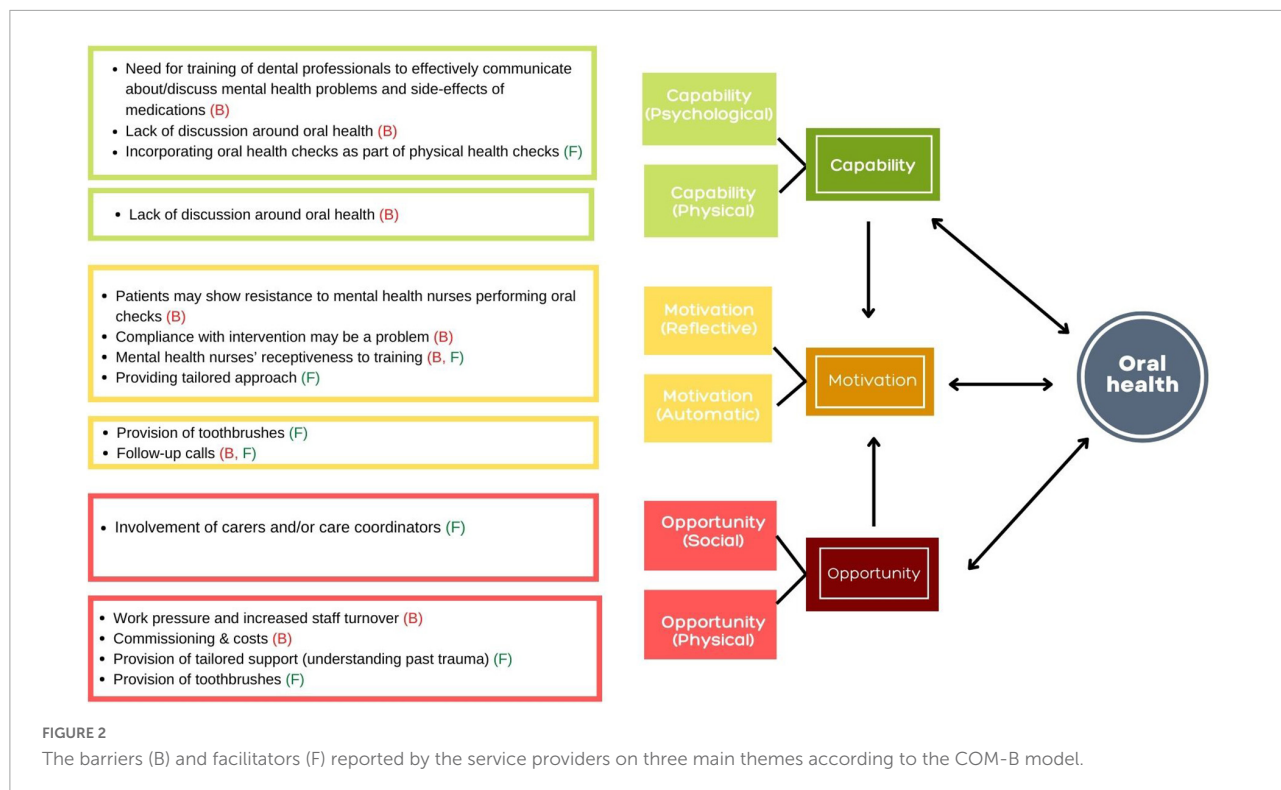 • Need for training of dental professionals to effectively communicate
about/discuss mental health problems and side-effects of
medications (B)
• Lack of discussion around oral health (B)
• Incorporating oral health checks as part of physical health checks (F)
• Lack of discussion around oral health (B)
Capability
(Psychological)
Capability
(Physical)
Capability
• Patients may show resistance to mental health nurses performing oral
checks (B)
• Compliance with intervention may be a problem (B)
• Mental health nurses’ receptiveness to training (B, F)
• Providing tailored approach (F)
• Provision of toothbrushes (F)
• Follow-up calls (B, F)
Motivation
(Reflective)
Motivation
(Automatic)
Motivation
Oral
health
• Involvement of carers and/or care coordinators (F)
• Work pressure and increased staff turnover (B)
• Commissioning & costs (B)
• Provision of tailored support (understanding past trauma) (F)
• Provision of toothbrushes (F)
Opportunity
(Social)
Opportunity
(Physical)
Opportunity
FIGURE 2
The barriers (B) and facilitators (F) reported by the service providers on three main themes according to the COM-B model.